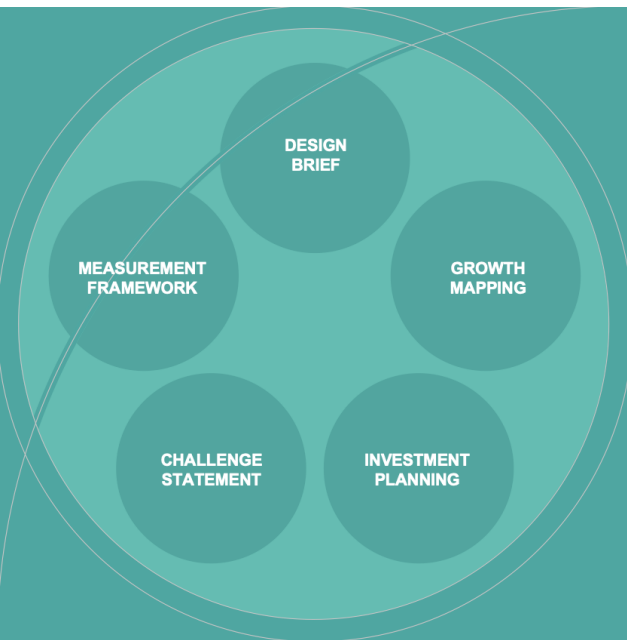 DESIGN
BRIEF
MEASUREMENT
FRAMEWORK
GROWTH
MAPPING
CHALLENGE
STATEMENT
INVESTMENT
PLANNING